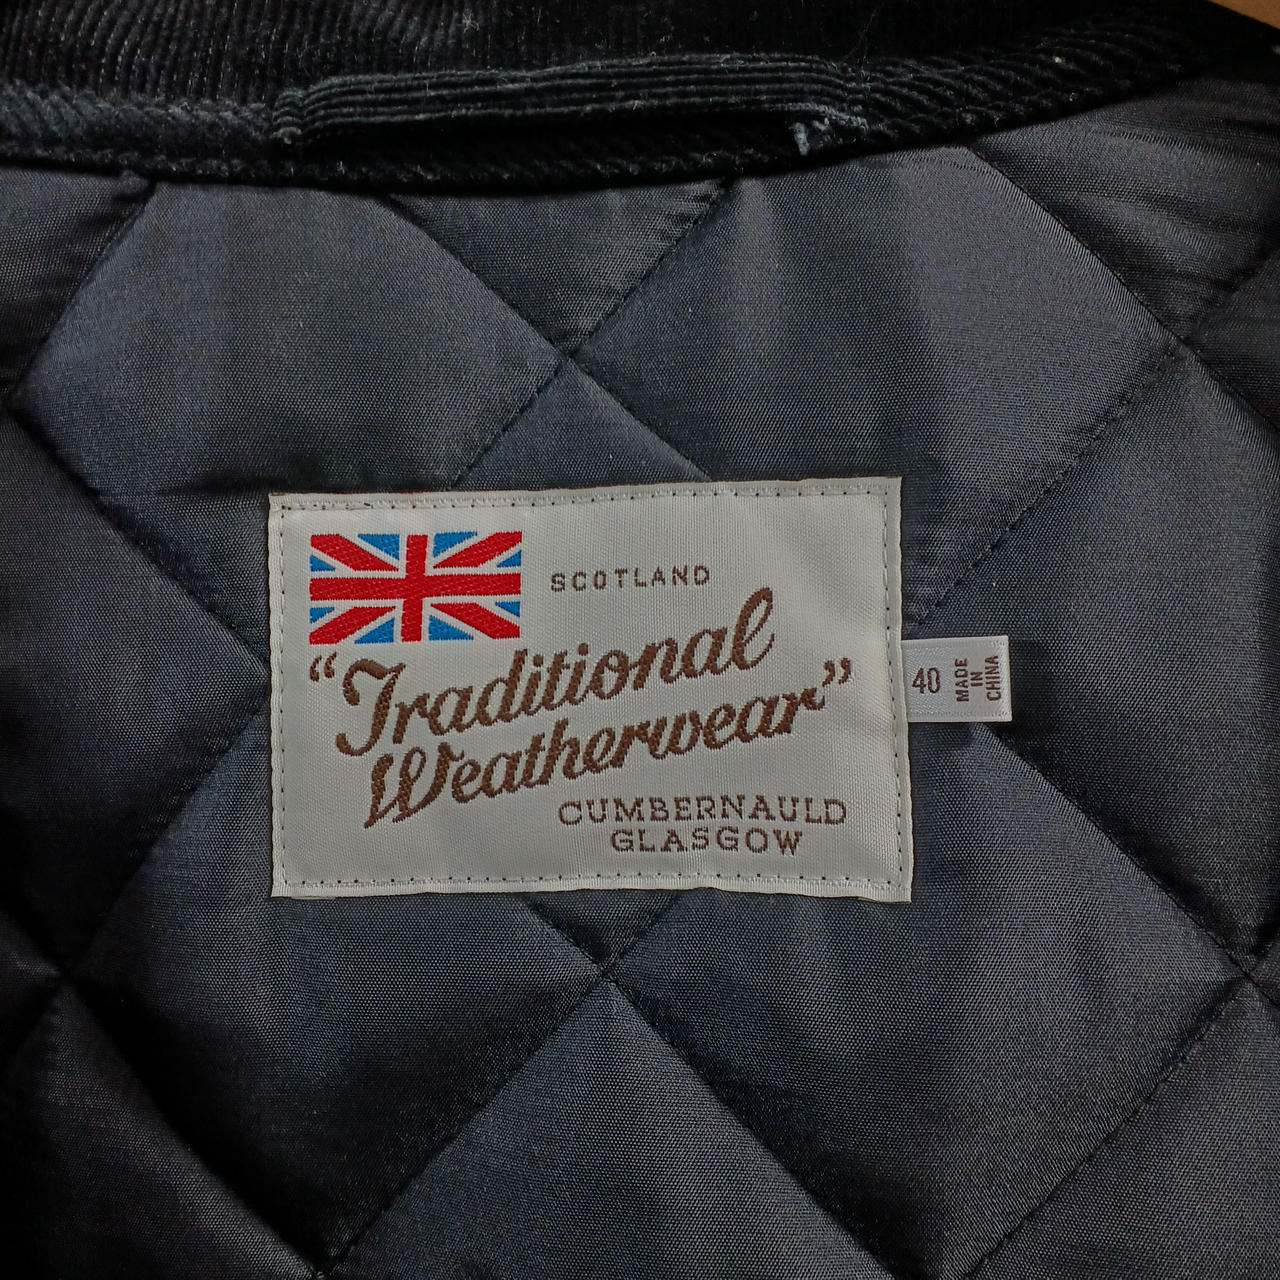 SCOTLAND
“Traditional
Weatherwear”
CUMBERNAULD
GLASGOW
40
MADE
IN
CHINA